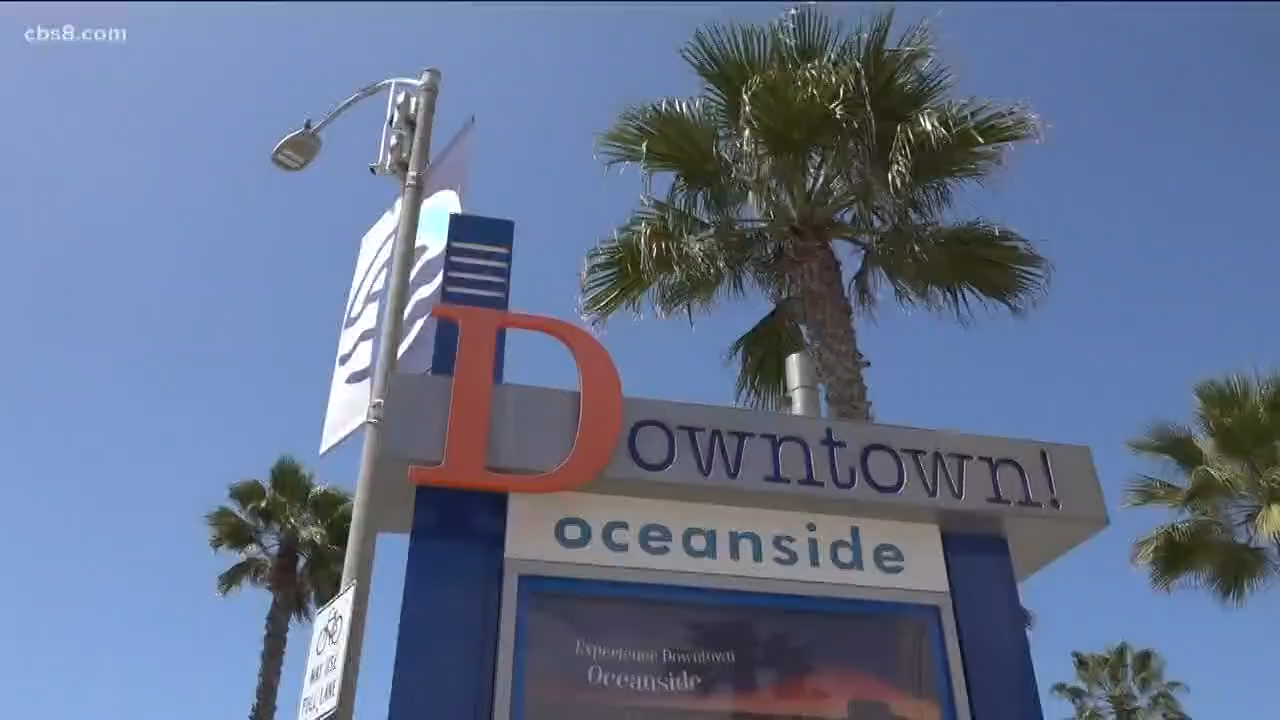 cbs8.com
Downtown!
oceanside
Experience Downtown
Oceanside
MAY USE
FULL LANE